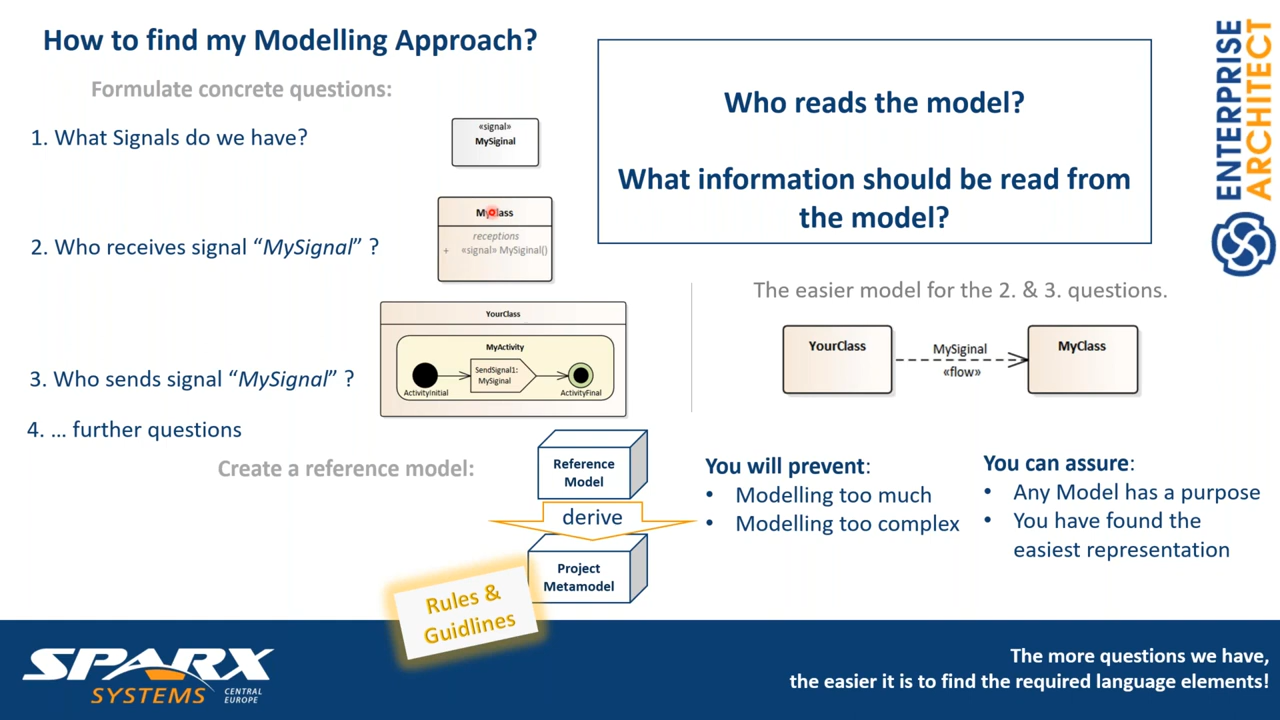 How to find my Modelling Approach?
Formulate concrete questions:
1. What Signals do we have?
«signal»
MySiginal
MyClass
receptions
+ «signal» MySiginal()
2. Who receives signal “MySignal” ?
YourClass
MyActivity
SendSignal1:
MySiginal
ActivityInitial
ActivityFinal
3. Who sends signal “MySignal” ?
4. ... further questions
Create a reference model:
Reference
Model
derive
Project
Metamodel
Rules &
Guidlines
Who reads the model?
What information should be read from
the model?
The easier model for the 2. & 3. questions.
YourClass
MySiginal
«flow»
MyClass
You will prevent:
• Modelling too much
• Modelling too complex
You can assure:
• Any Model has a purpose
• You have found the
easiest representation
ENTERPRISE
ARCHITECT
SPARX
SYSTEMS
CENTRAL
EUROPE
The more questions we have,
the easier it is to find the required language elements!